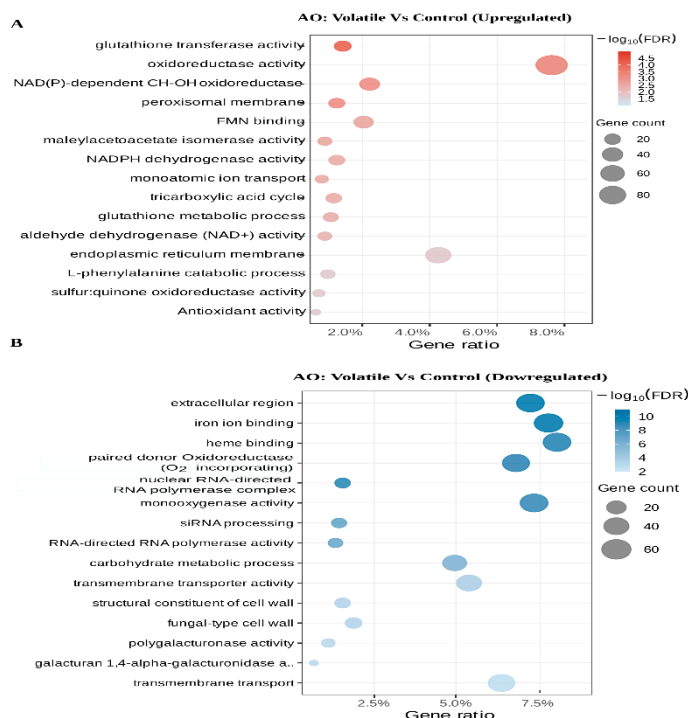 A
AO: Volatile Vs Control (Upregulated)
glutathione transferase activity
oxidoreductase activity
NAD(P)-dependent CH-OH oxidoreductase
peroxisomal membrane
FMN binding
maleylacetoacetate isomerase activity
NADPH dehydrogenase activity
monoatomic ion transport
tricarboxylic acid cycle
glutathione metabolic process
aldehyde dehydrogenase (NAD+) activity
endoplasmic reticulum membrane
L-phenylalanine catabolic process
sulfur:quinone oxidoreductase activity
Antioxidant activity
2.0% 4.0% 6.0% 8.0%
Gene ratio
−log₁₀(FDR)
4.5
4.0
3.5
3.0
2.5
2.0
1.5
Gene count
20
40
60
80
B
AO: Volatile Vs Control (Dowregulated)
extracellular region
iron ion binding
heme binding
paired donor Oxidoreductase
(O₂ incorporating)
nuclear RNA-directed
RNA polymerase complex
monooxygenase activity
siRNA processing
RNA-directed RNA polymerase activity
carbohydrate metabolic process
transmembrane transporter activity
structural constituent of cell wall
fungal-type cell wall
polygalacturonase activity
galacturan 1,4-alpha-galacturonidase a..
transmembrane transport
2.5% 5.0% 7.5%
Gene ratio
−log₁₀(FDR)
10
8
6
4
2
Gene count
20
40
60